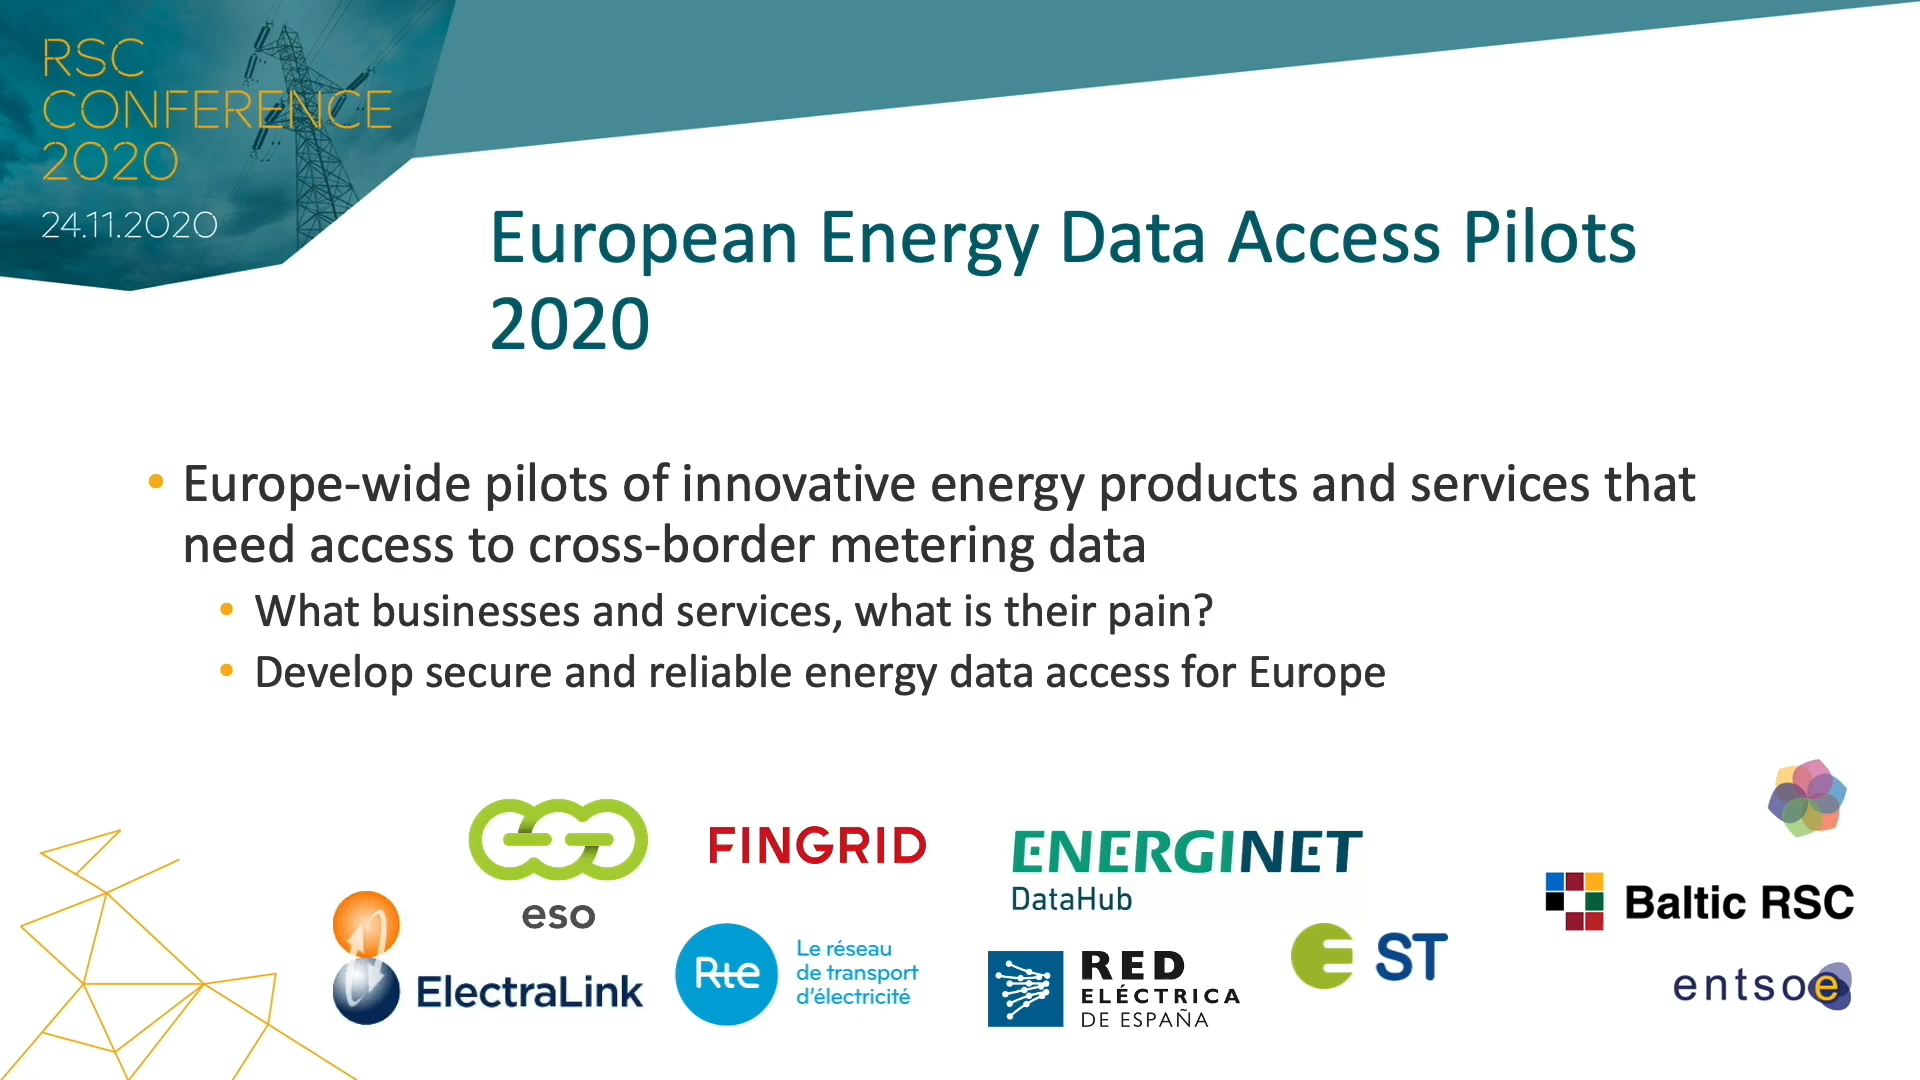 RSC
CONFERENCE
2020
24.11.2020
European Energy Data Access Pilots
2020
• Europe-wide pilots of innovative energy products and services that
need access to cross-border metering data
• What businesses and services, what is their pain?
• Develop secure and reliable energy data access for Europe
eso
FINGRID
ENERGINET
DataHub
Baltic RSC
ElectraLink
Rte
Le réseau
de transport
d'électricité
RED
ELÉCTRICA
DE ESPAÑA
EST
entsoe